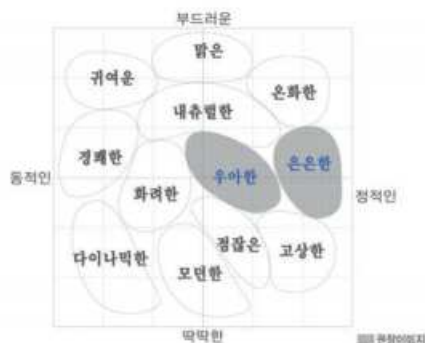 부드러운
맑은
귀여운
온화한
내츄럴한
경쾌한
우아한
은은한
동적인
정적인
화려한
점잖은
고상한
다이나믹한
모던한
딱딱한